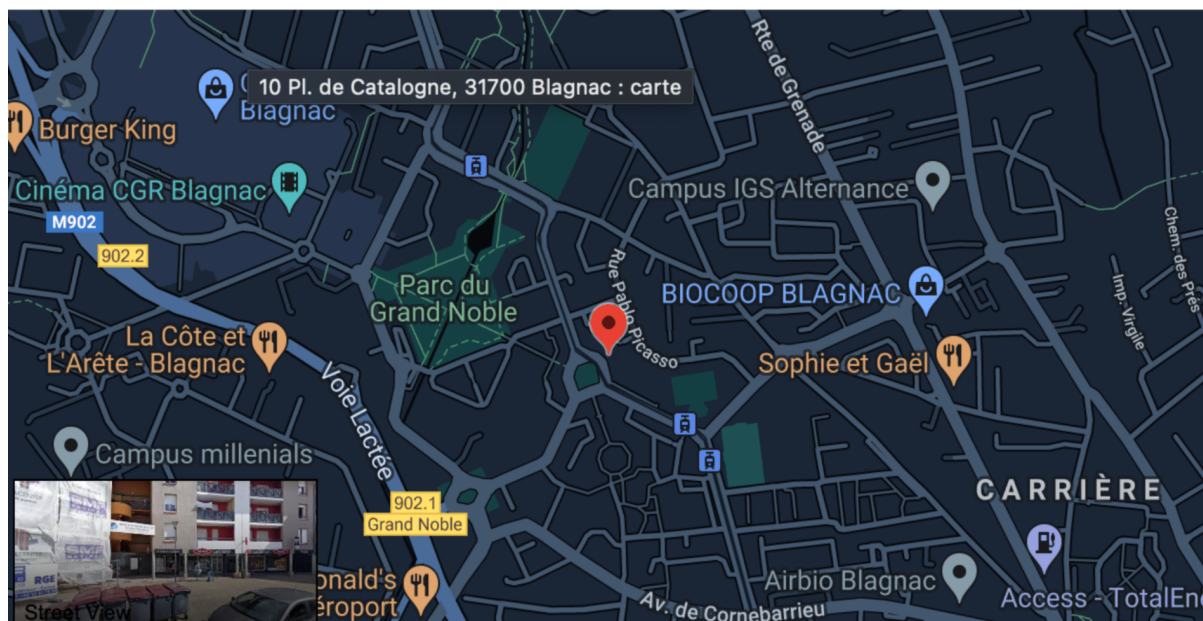 Rte de Grenade
10 Pl. de Catalogne, 31700 Blagnac : carte
Blagnac
Burger King
Cinéma CGR Blagnac
Campus IGS Alternance
M902
902.2
Chem. des Prés
Rue Pablo Picasso
Parc du
Grand Noble
BIOCOOP BLAGNAC
Imp. Virgile
La Côte et
L'Arête - Blagnac
Sophie et Gaël
Voie Lactée
Campus millenials
902.1
Grand Noble
CARRIÈRE
RGE
onald's
éroport
Airbio Blagnac
Av. de Cornebarrieu
Access - TotalEne
Street View